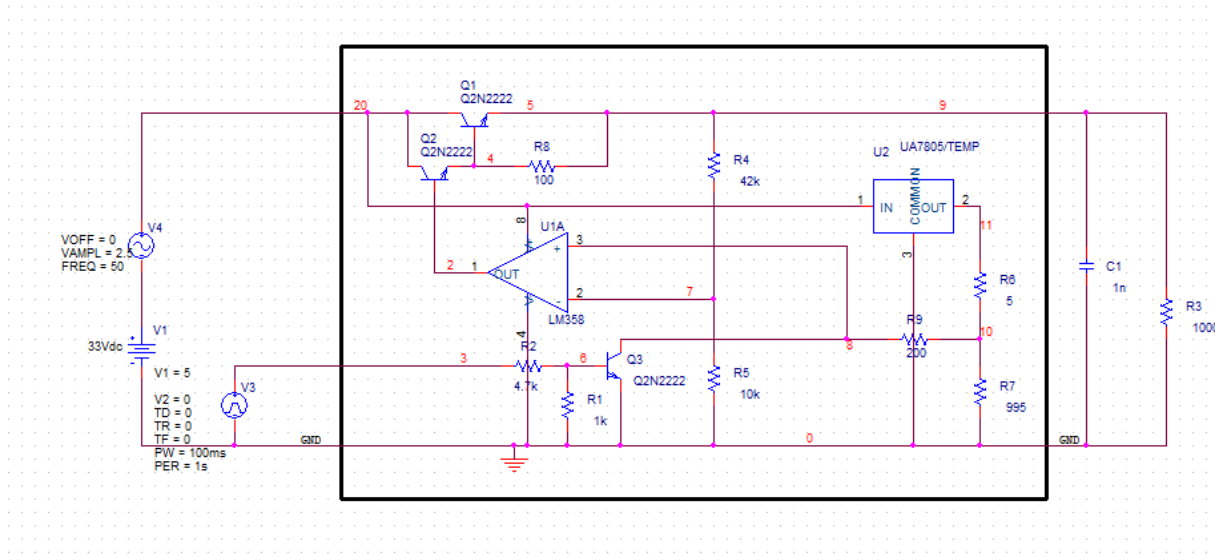 Q1
Q2N2222
20
5
9
Q2
Q2N2222
4
R8
100
R4
42k
U2
UA7805/TEMP
1
IN
COMMON
OUT
2
3
11
V4
VOFF = 0
VAMPL = 2.5
FREQ = 50
8
U1A
V+
+
3
2
1
OUT
-
2
7
V-
4
LM358
R6
5
C1
1n
R3
1000
R9
200
10
8
V1
33Vdc
R2
4.7k
3
6
Q3
Q2N2222
R5
10k
R7
995
V1 = 5
V3
V2 = 0
TD = 0
TR = 0
TF = 0
PW = 100ms
PER = 1s
R1
1k
GND
0
GND